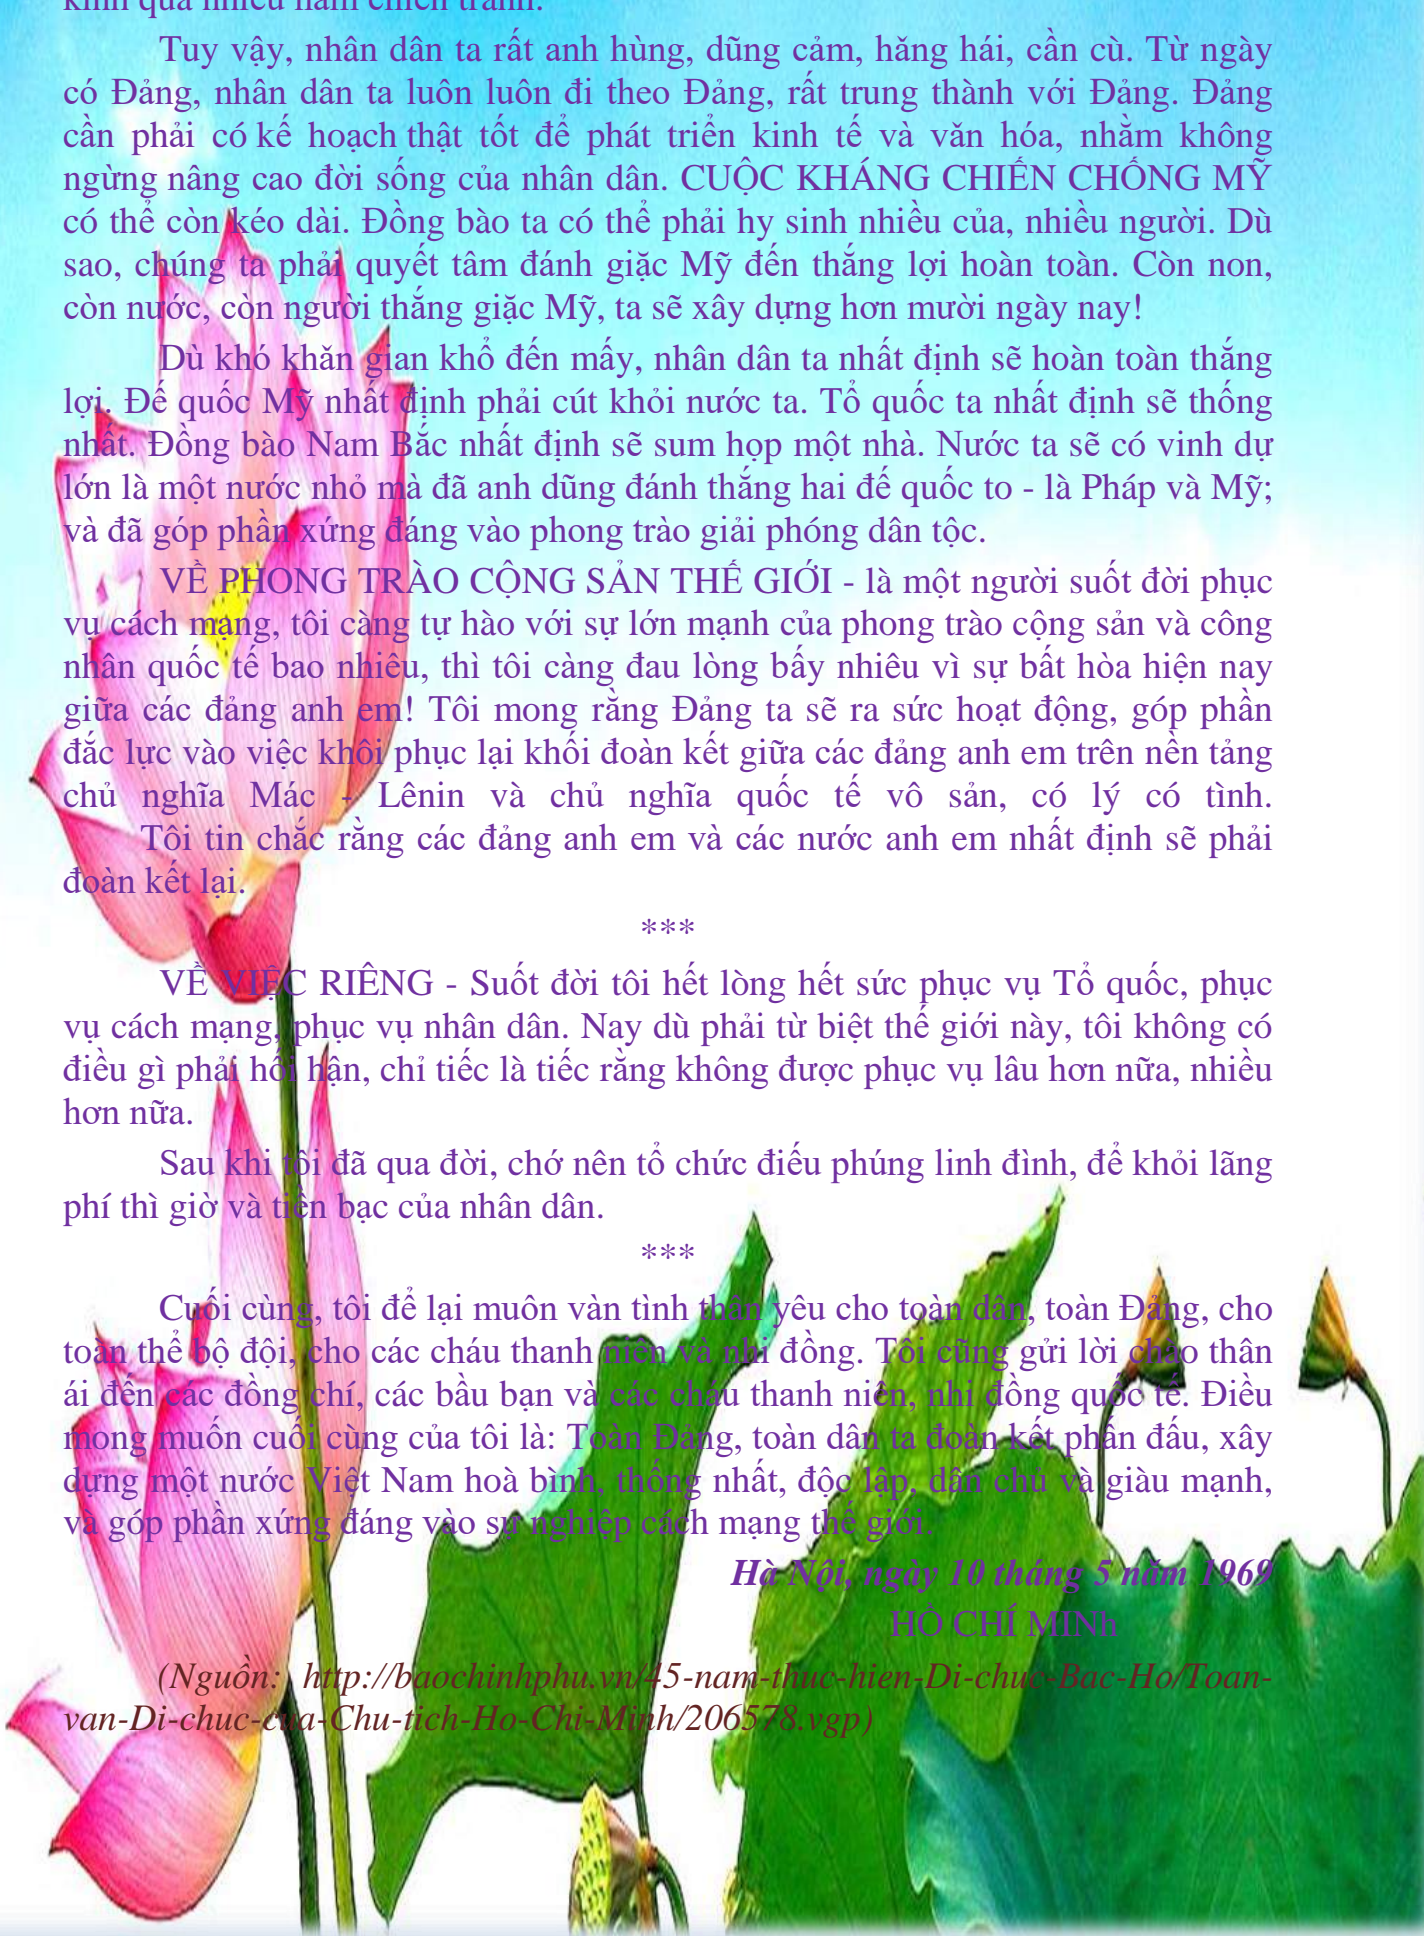 kinh qua nhiều năm chiến tranh.
Tuy vậy, nhân dân ta rất anh hùng, dũng cảm, hăng hái, cần cù. Từ ngày
có Đảng, nhân dân ta luôn luôn đi theo Đảng, rất trung thành với Đảng. Đảng
cần phải có kế hoạch thật tốt để phát triển kinh tế và văn hóa, nhằm không
ngừng nâng cao đời sống của nhân dân. CUỘC KHÁNG CHIẾN CHỐNG MỸ
có thể còn kéo dài. Đồng bào ta có thể phải hy sinh nhiều của, nhiều người. Dù
sao, chúng ta phải quyết tâm đánh giặc Mỹ đến thắng lợi hoàn toàn. Còn non,
còn nước, còn người thắng giặc Mỹ, ta sẽ xây dựng hơn mười ngày nay!
Dù khó khăn gian khổ đến mấy, nhân dân ta nhất định sẽ hoàn toàn thắng
lợi. Đế quốc Mỹ nhất định phải cút khỏi nước ta. Tổ quốc ta nhất định sẽ thống
nhất. Đồng bào Nam Bắc nhất định sẽ sum họp một nhà. Nước ta sẽ có vinh dự
lớn là một nước nhỏ mà đã anh dũng đánh thắng hai đế quốc to - là Pháp và Mỹ;
và đã góp phần xứng đáng vào phong trào giải phóng dân tộc.
VỀ PHONG TRÀO CỘNG SẢN THẾ GIỚI - là một người suốt đời phục
vụ cách mạng, tôi càng tự hào với sự lớn mạnh của phong trào cộng sản và công
nhân quốc tế bao nhiêu, thì tôi càng đau lòng bấy nhiêu vì sự bất hòa hiện nay
giữa các đảng anh em! Tôi mong rằng Đảng ta sẽ ra sức hoạt động, góp phần
đắc lực vào việc khôi phục lại khối đoàn kết giữa các đảng anh em trên nền tảng
chủ nghĩa Mác - Lênin và chủ nghĩa quốc tế vô sản, có lý có tình.
Tôi tin chắc rằng các đảng anh em và các nước anh em nhất định sẽ phải
đoàn kết lại.
***
VỀ VIỆC RIÊNG - Suốt đời tôi hết lòng hết sức phục vụ Tổ quốc, phục
vụ cách mạng, phục vụ nhân dân. Nay dù phải từ biệt thế giới này, tôi không có
điều gì phải hối hận, chỉ tiếc là tiếc rằng không được phục vụ lâu hơn nữa, nhiều
hơn nữa.
Sau khi tôi đã qua đời, chớ nên tổ chức điếu phúng linh đình, để khỏi lãng
phí thì giờ và tiền bạc của nhân dân.
***
Cuối cùng, tôi để lại muôn vàn tình thân yêu cho toàn dân, toàn Đảng, cho
toàn thể bộ đội, cho các cháu thanh niên và nhi đồng. Tôi cũng gửi lời chào thân
ái đến các đồng chí, các bầu bạn và các cháu thanh niên, nhi đồng quốc tế. Điều
mong muốn cuối cùng của tôi là: Toàn Đảng, toàn dân ta đoàn kết phấn đấu, xây
dựng một nước Việt Nam hoà bình, thống nhất, độc lập, dân chủ và giàu mạnh,
và góp phần xứng đáng vào sự nghiệp cách mạng thế giới.
Hà Nội, ngày 10 tháng 5 năm 1969
HỒ CHÍ MINh
(Nguồn: http://baochinhphu.vn/45-nam-thuc-hien-Di-chuc-Bac-Ho/Toan-
van-Di-chuc-cua-Chu-tich-Ho-Chi-Minh/206578.vgp)